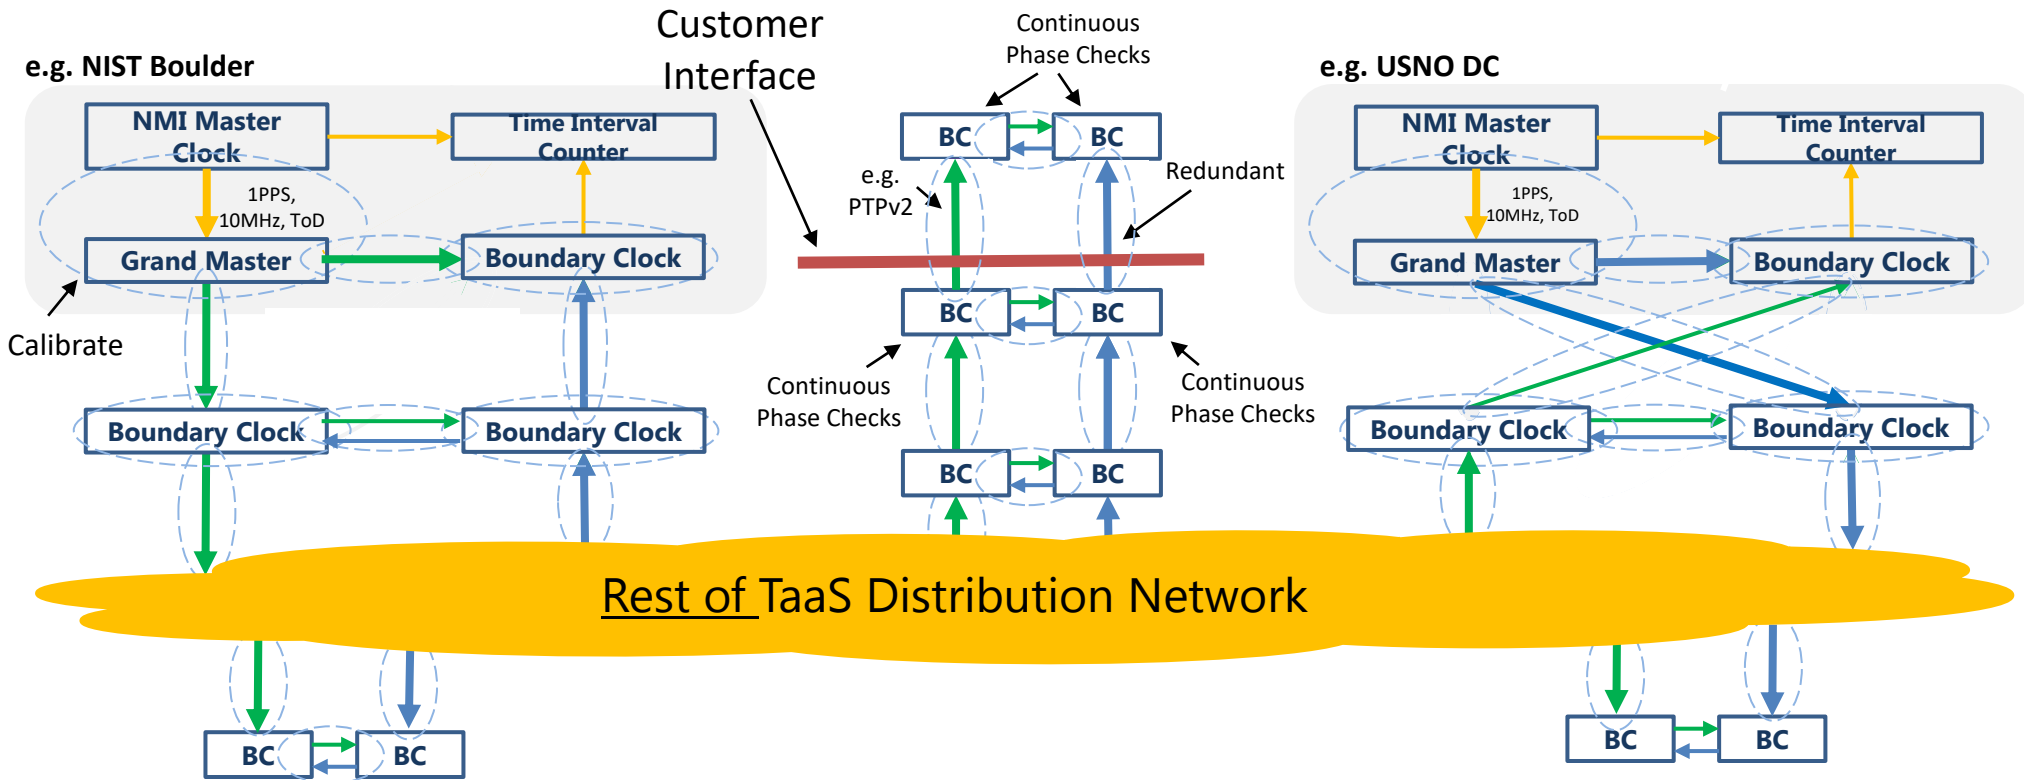 Customer
Interface
Continuous
Phase Checks
e.g. NIST Boulder
e.g. USNO DC
NMI Master
Clock
Time Interval
Counter
BC
BC
NMI Master
Clock
Time Interval
Counter
e.g.
PTPv2
Redundant
1PPS,
10MHz, ToD
1PPS,
10MHz, ToD
Grand Master
Boundary Clock
Grand Master
Boundary Clock
Calibrate
BC
BC
Continuous
Phase Checks
Continuous
Phase Checks
Boundary Clock
Boundary Clock
Boundary Clock
Boundary Clock
BC
BC
Rest of TaaS Distribution Network
BC
BC
BC
BC